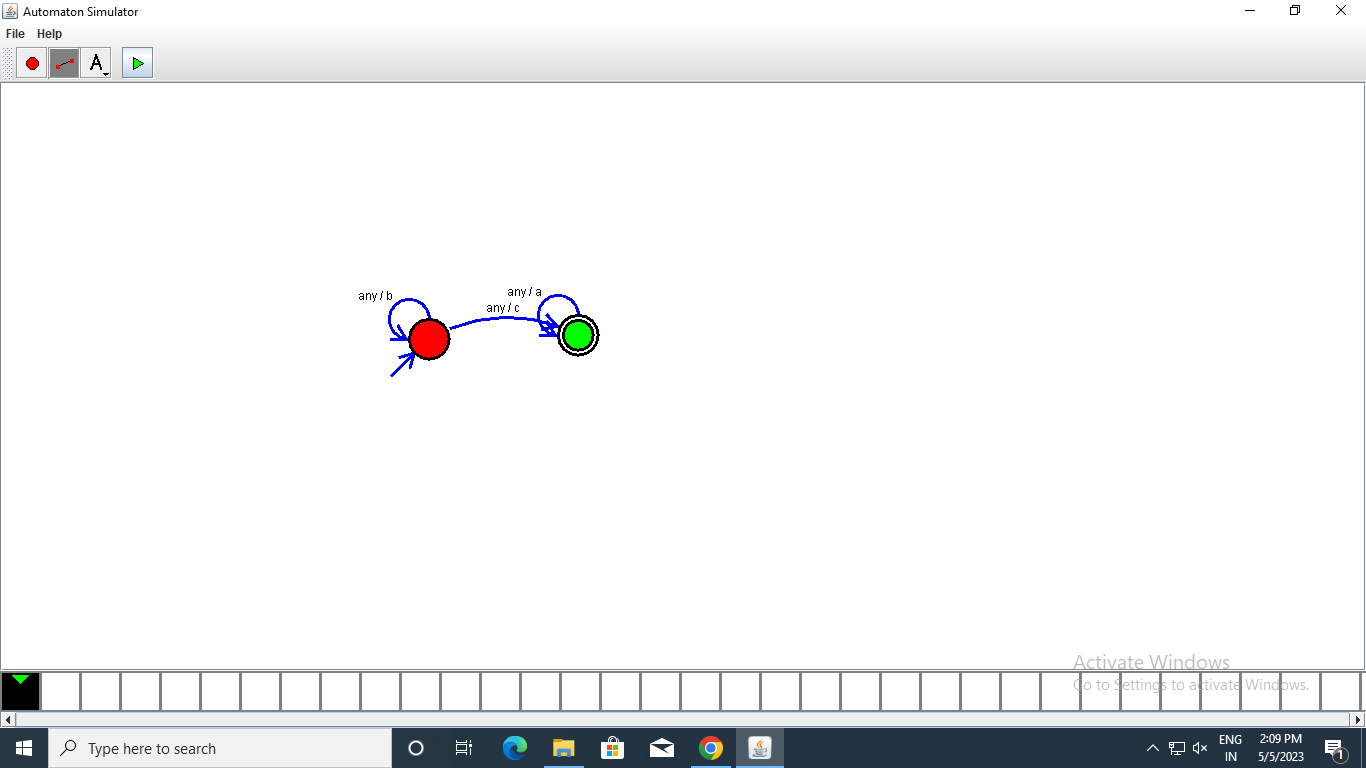 Automaton Simulator
File Help
A
any / b
any / a
any / c
Activate Windows
Go to Settings to activate Windows.
Type here to search
ENG
IN
2:09 PM
5/5/2023
1